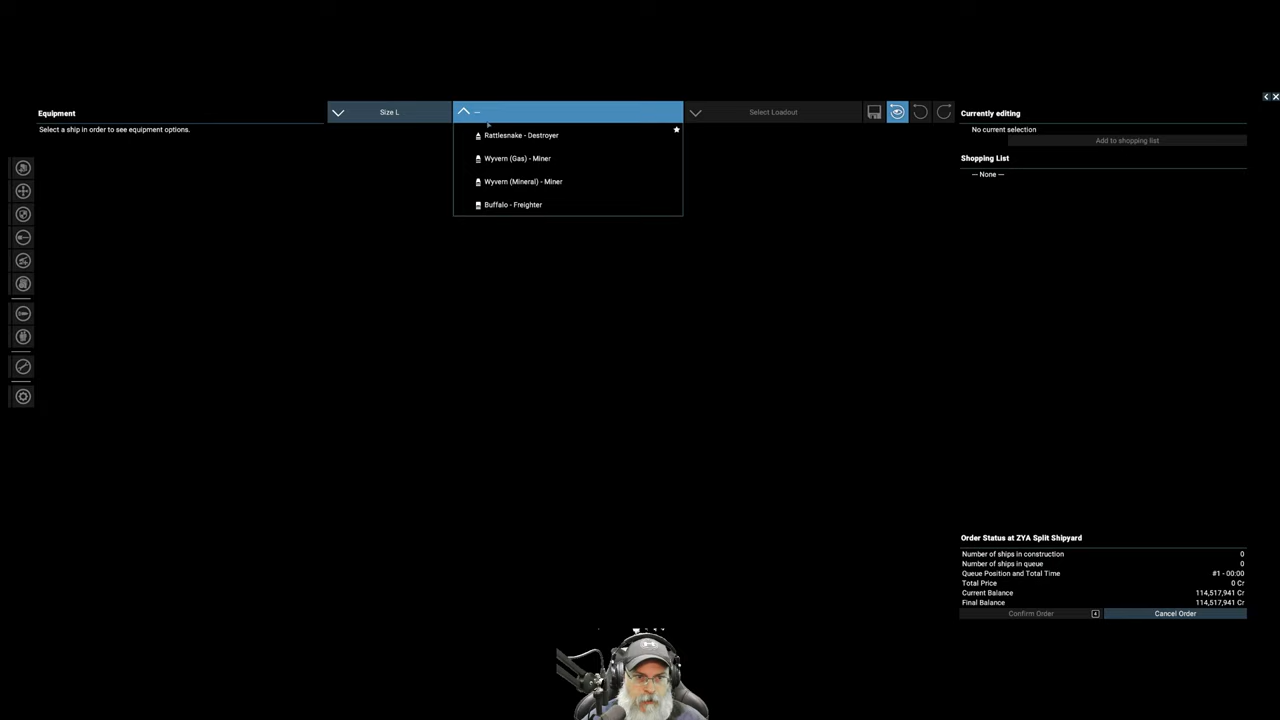 Equipment
Select a ship in order to see equipment options.
Size L
—
Rattlesnake - Destroyer
Wyvern (Gas) - Miner
Wyvern (Mineral) - Miner
Buffalo - Freighter
Select Loadout
Currently editing
No current selection
Add to shopping list
Shopping List
— None —
Order Status at ZYA Split Shipyard
Number of ships in construction 0
Number of ships in queue 0
Queue Position and Total Time #1 - 00:00
Total Price 0 Cr
Current Balance 114,517,941 Cr
Final Balance 114,517,941 Cr
Confirm Order
Cancel Order